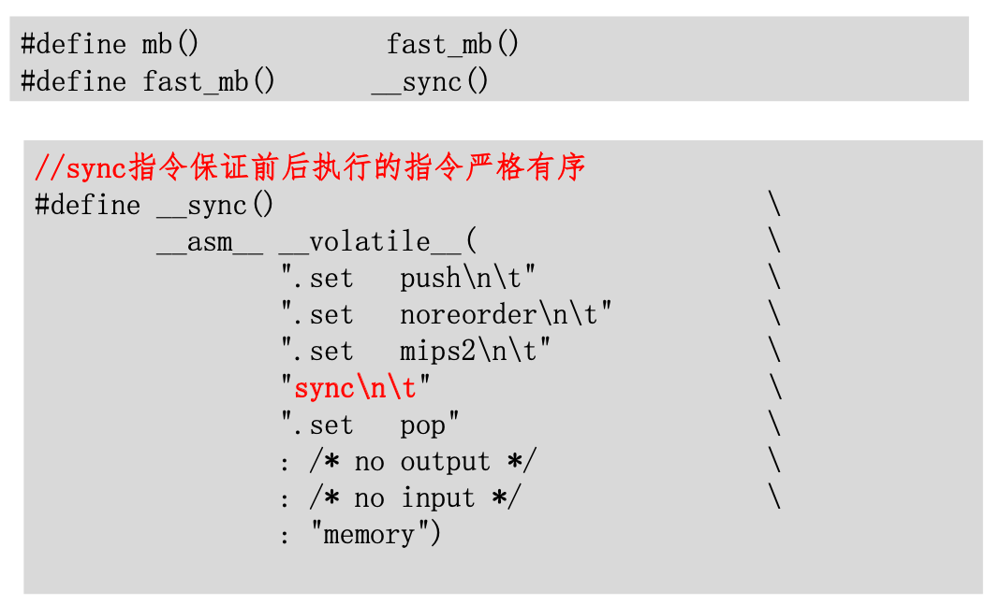 #define mb()            fast_mb()
#define fast_mb()      __sync()
//sync指令保证前后执行的指令严格有序
#define __sync()                                \
        __asm__ __volatile__(                   \
                ".set   push\n\t"               \
                ".set   noreorder\n\t"          \
                ".set   mips2\n\t"              \
                "sync\n\t"                      \
                ".set   pop"                    \
                : /* no output */               \
                : /* no input */                \
                : "memory")